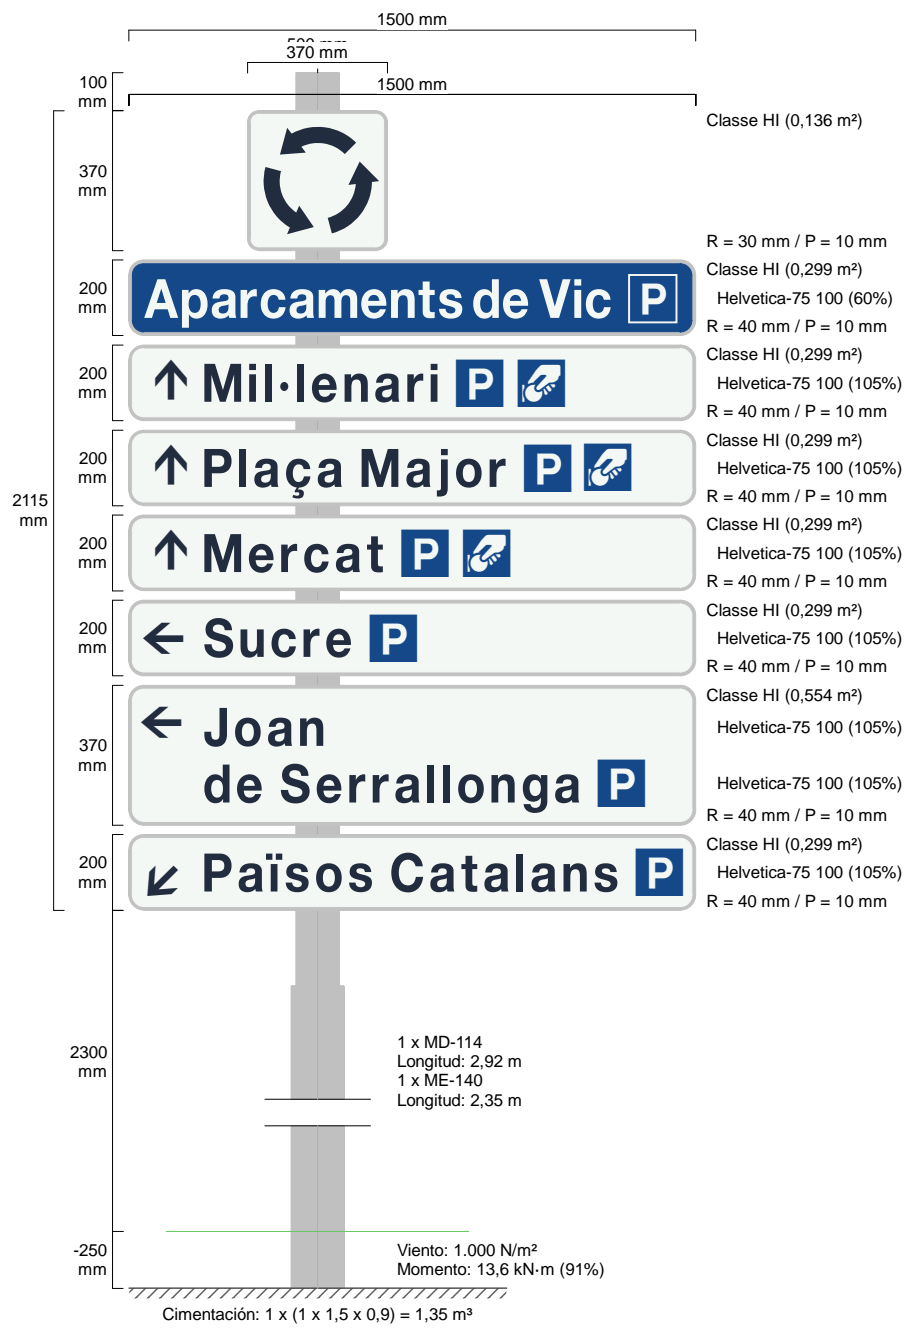 1500 mm
370 mm
100
mm
1500 mm
Classe HI (0,136 m²)
370
mm
R = 30 mm / P = 10 mm
Classe HI (0,299 m²)
200
mm
Aparcaments de Vic P
Helvetica-75 100 (60%)
R = 40 mm / P = 10 mm
Classe HI (0,299 m²)
200
mm
Mil·lenari P
Helvetica-75 100 (105%)
R = 40 mm / P = 10 mm
Classe HI (0,299 m²)
200
mm
Plaça Major P
Helvetica-75 100 (105%)
R = 40 mm / P = 10 mm
2115
mm
Classe HI (0,299 m²)
200
mm
Mercat P
Helvetica-75 100 (105%)
R = 40 mm / P = 10 mm
Classe HI (0,299 m²)
200
mm
Sucre P
Helvetica-75 100 (105%)
R = 40 mm / P = 10 mm
Classe HI (0,554 m²)
370
mm
Joan
Helvetica-75 100 (105%)
de Serrallonga P
Helvetica-75 100 (105%)
R = 40 mm / P = 10 mm
Classe HI (0,299 m²)
200
mm
Països Catalans P
Helvetica-75 100 (105%)
R = 40 mm / P = 10 mm
2300
mm
1 x MD-114
Longitud: 2,92 m
1 x ME-140
Longitud: 2,35 m
-250
mm
Viento: 1.000 N/m²
Momento: 13,6 kN·m (91%)
Cimentación: 1 x (1 x 1,5 x 0,9) = 1,35 m³